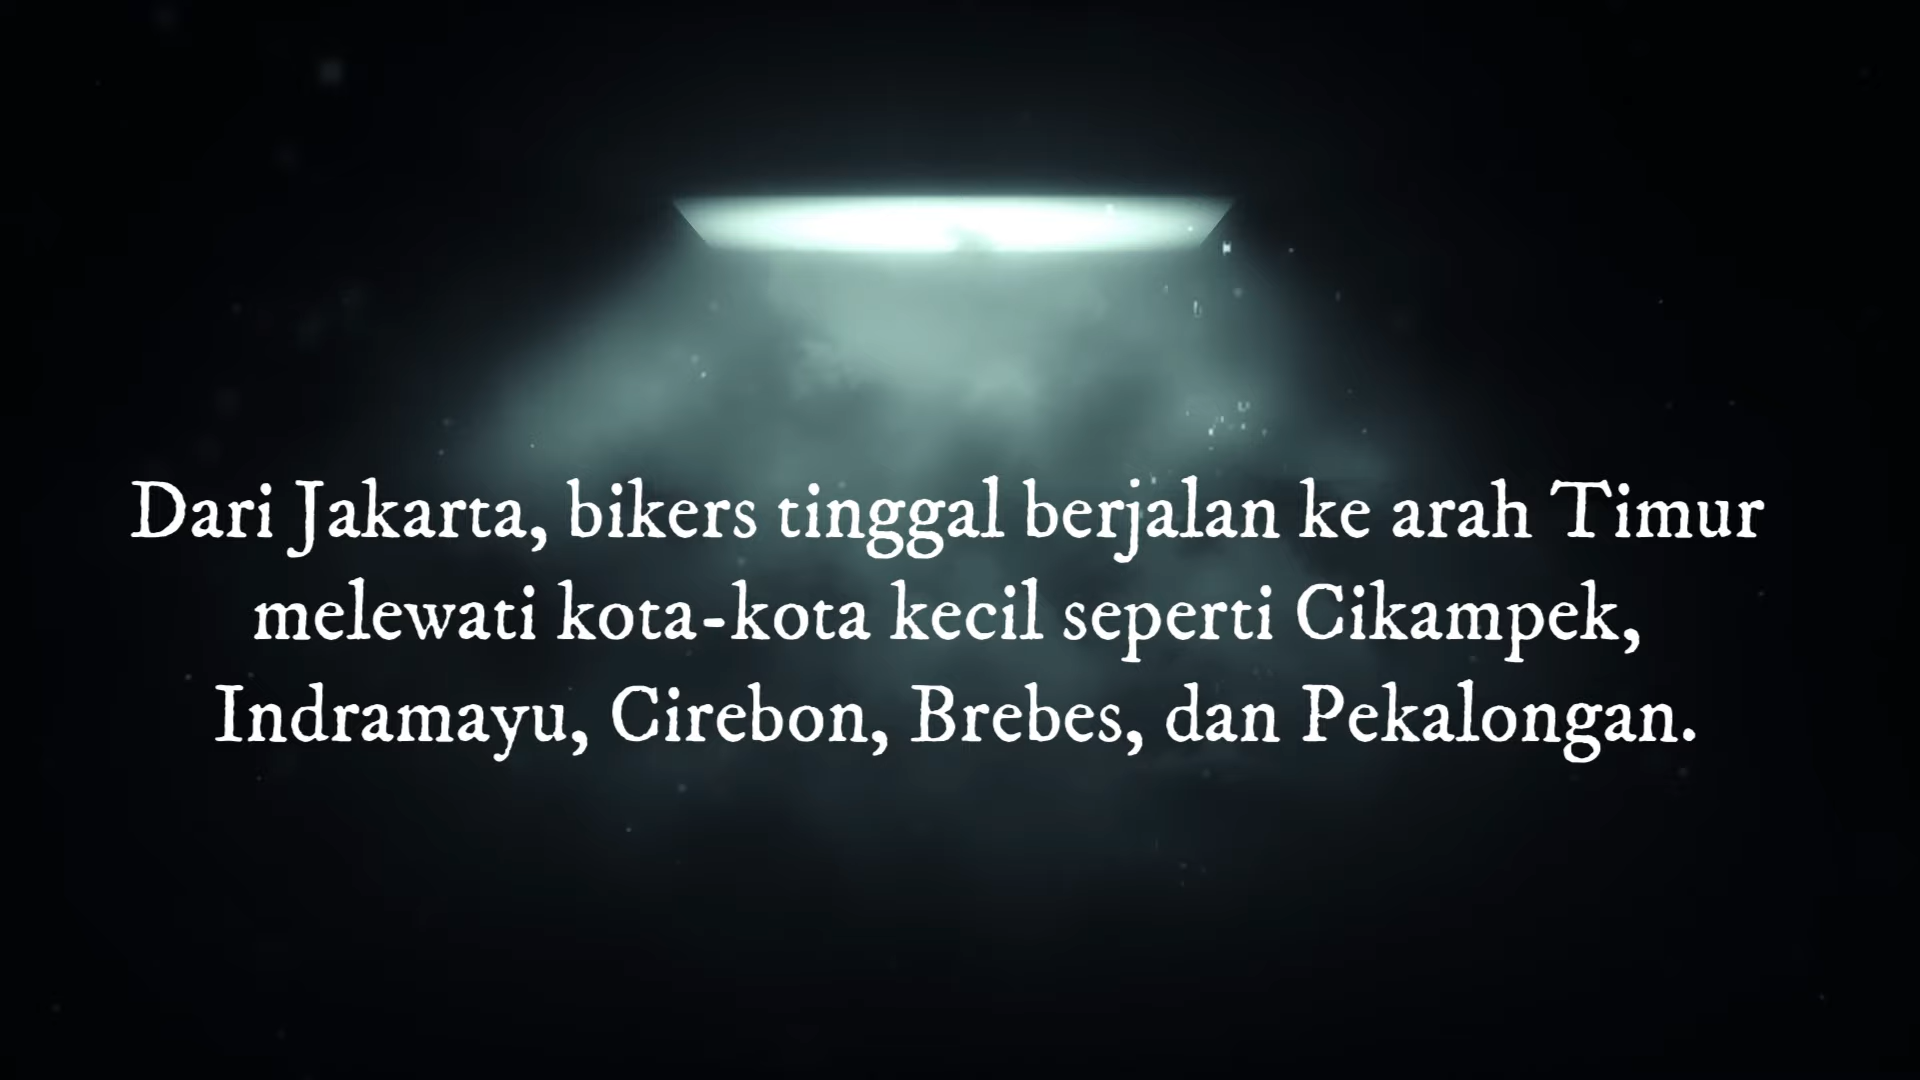 Dari Jakarta, bikers tinggal berjalan ke arah Timur
melewati kota-kota kecil seperti Cikampek,
Indramayu, Cirebon, Brebes, dan Pekalongan.